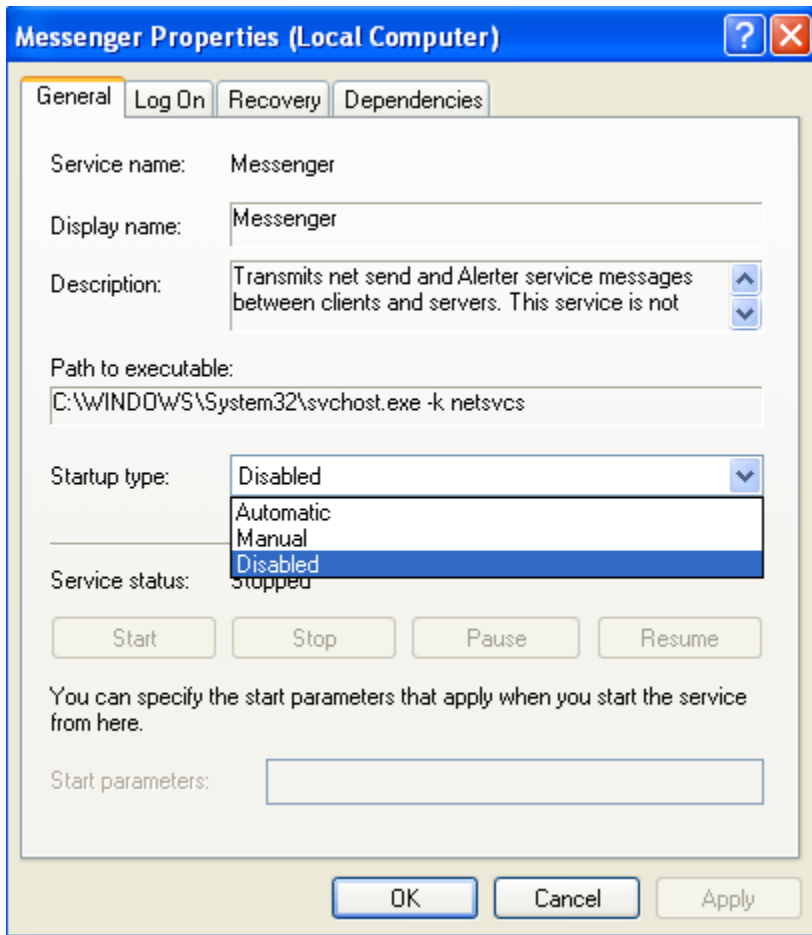 Messenger Properties (Local Computer)
General Log On Recovery Dependencies
Service name: Messenger
Display name: Messenger
Description: Transmits net send and Alerter service messages
between clients and servers. This service is not
Path to executable:
C:\WINDOWS\System32\svchost.exe -k netsvcs
Startup type: Disabled
Automatic
Manual
Disabled
Service status: Stopped
Start Stop Pause Resume
You can specify the start parameters that apply when you start the service
from here.
Start parameters:
OK Cancel Apply